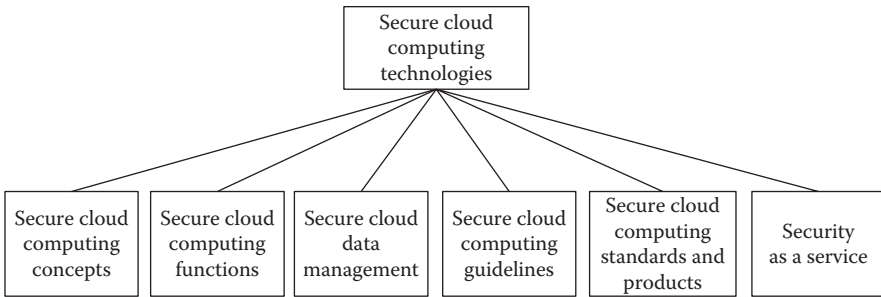 Secure cloud
computing
technologies
Secure cloud
computing
concepts
Secure cloud
computing
functions
Secure cloud
data
management
Secure cloud
computing
guidelines
Secure cloud
computing
standards and
products
Security
as a service